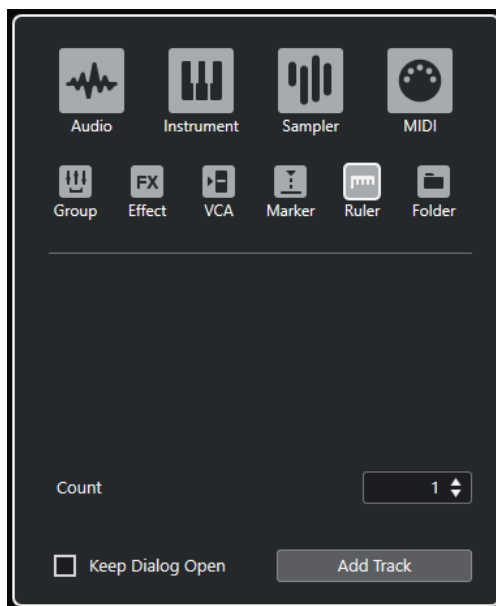 Audio Instrument Sampler MIDI
FX
Group Effect VCA Marker Ruler Folder
Count 1
Keep Dialog Open Add Track